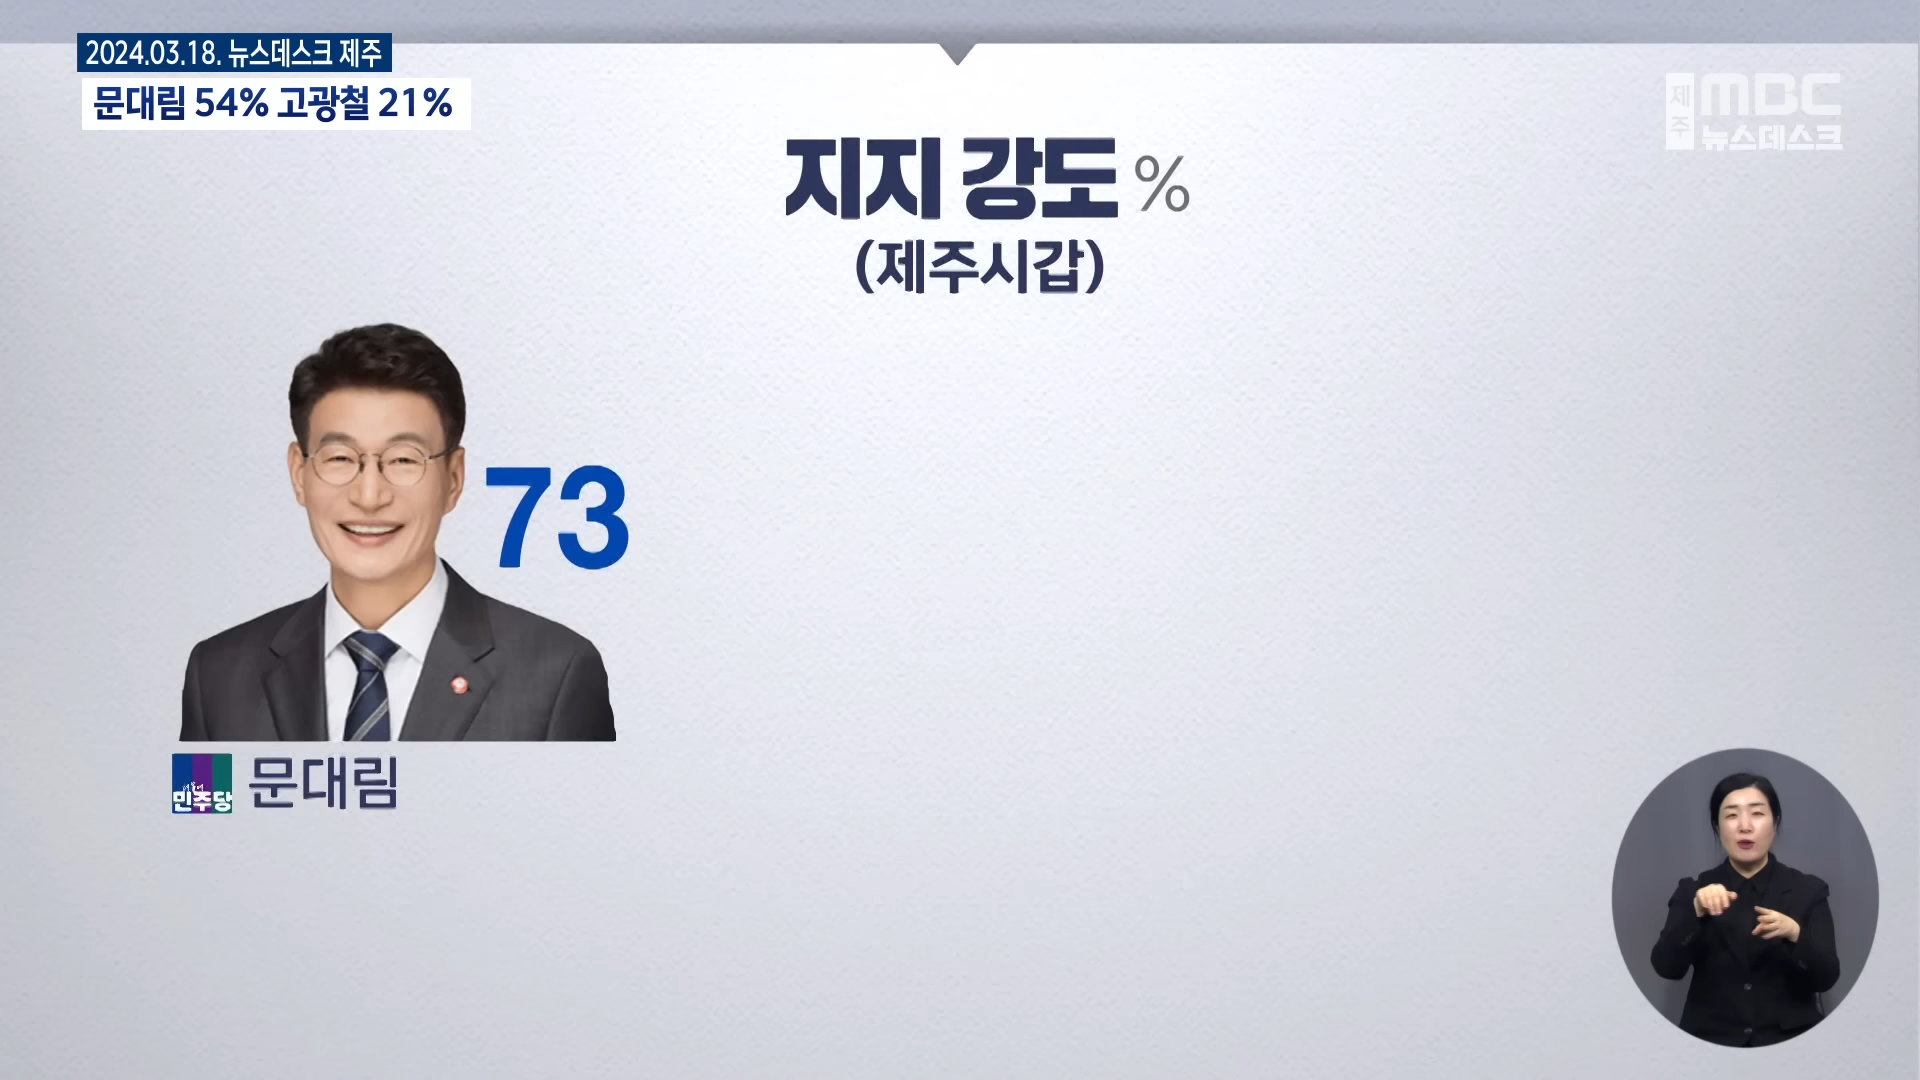 2024.03.18. 뉴스데스크 제주
문대림 54% 고광철 21%
제주 MBC
뉴스데스크
지지 강도 %
(제주시갑)
73
민주당 문대림